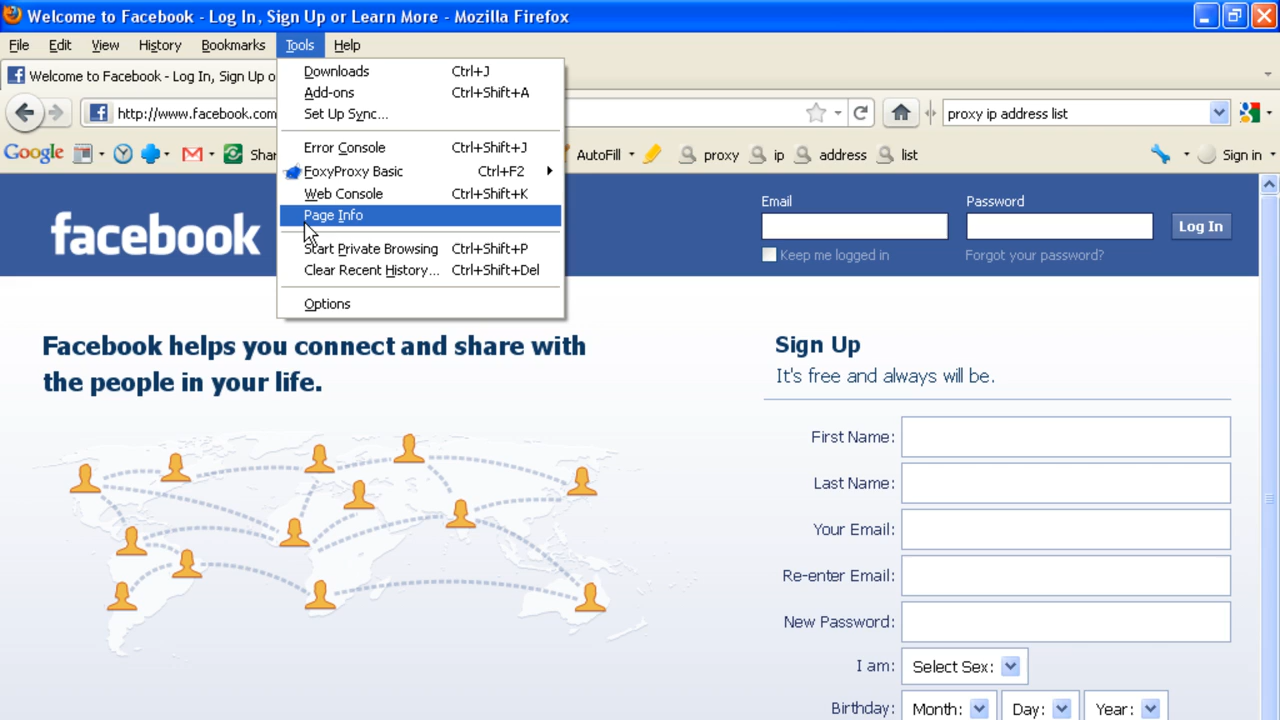 Welcome to Facebook - Log In, Sign Up or Learn More - Mozilla Firefox
File Edit View History Bookmarks Tools Help
Welcome to Facebook - Log In, Sign Up o
http://www.facebook.com
proxy ip address list
Google
Shar
AutoFill
proxy
ip
address
list
Sign in
Downloads Ctrl+J
Add-ons Ctrl+Shift+A
Set Up Sync...
Error Console Ctrl+Shift+J
FoxyProxy Basic Ctrl+F2
Web Console Ctrl+Shift+K
Page Info
Start Private Browsing Ctrl+Shift+P
Clear Recent History... Ctrl+Shift+Del
Options
facebook
Email Password
Log In
Keep me logged in Forgot your password?
Facebook helps you connect and share with
the people in your life.
Sign Up
It's free and always will be.
First Name:
Last Name:
Your Email:
Re-enter Email:
New Password:
I am: Select Sex:
Birthday: Month: Day: Year: